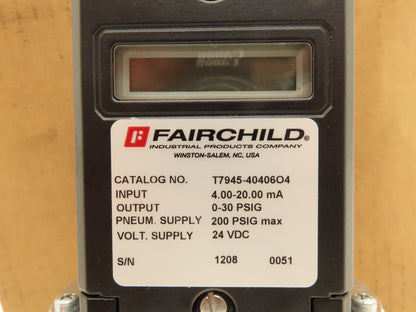 Canon
FAIRCHILD®
INDUSTRIAL PRODUCTS COMPANY
WINSTON-SALEM, NC, USA
CATALOG NO. T7945-40406O4
INPUT 4.00-20.00 mA
OUTPUT 0-30 PSIG
PNEUM. SUPPLY 200 PSIG max
VOLT. SUPPLY 24 VDC
S/N 1208 0051